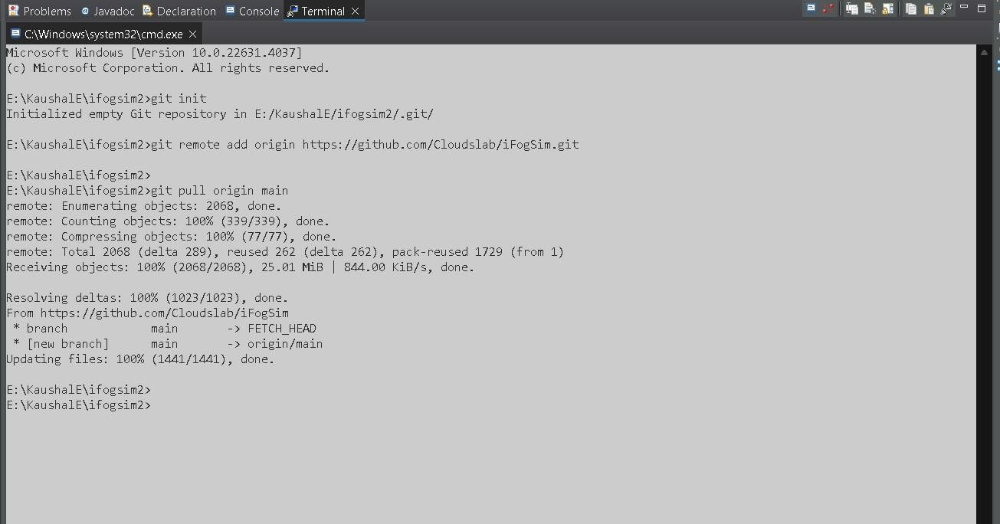 Problems @ Javadoc Declaration Console Terminal
C:\Windows\system32\cmd.exe
Microsoft Windows [Version 10.0.22631.4037]
(c) Microsoft Corporation. All rights reserved.
E:\KaushalE\ifogsim2>git init
Initialized empty Git repository in E:/KaushalE/ifogsim2/.git/
E:\KaushalE\ifogsim2>git remote add origin https://github.com/Cloudslab/iFogSim.git
E:\KaushalE\ifogsim2>
E:\KaushalE\ifogsim2>git pull origin main
remote: Enumerating objects: 2068, done.
remote: Counting objects: 100% (339/339), done.
remote: Compressing objects: 100% (77/77), done.
remote: Total 2068 (delta 289), reused 262 (delta 262), pack-reused 1729 (from 1)
Receiving objects: 100% (2068/2068), 25.01 MiB | 844.00 KiB/s, done.
Resolving deltas: 100% (1023/1023), done.
From https://github.com/Cloudslab/iFogSim
* branch main -> FETCH_HEAD
* [new branch] main -> origin/main
Updating files: 100% (1441/1441), done.
E:\KaushalE\ifogsim2>
E:\KaushalE\ifogsim2>